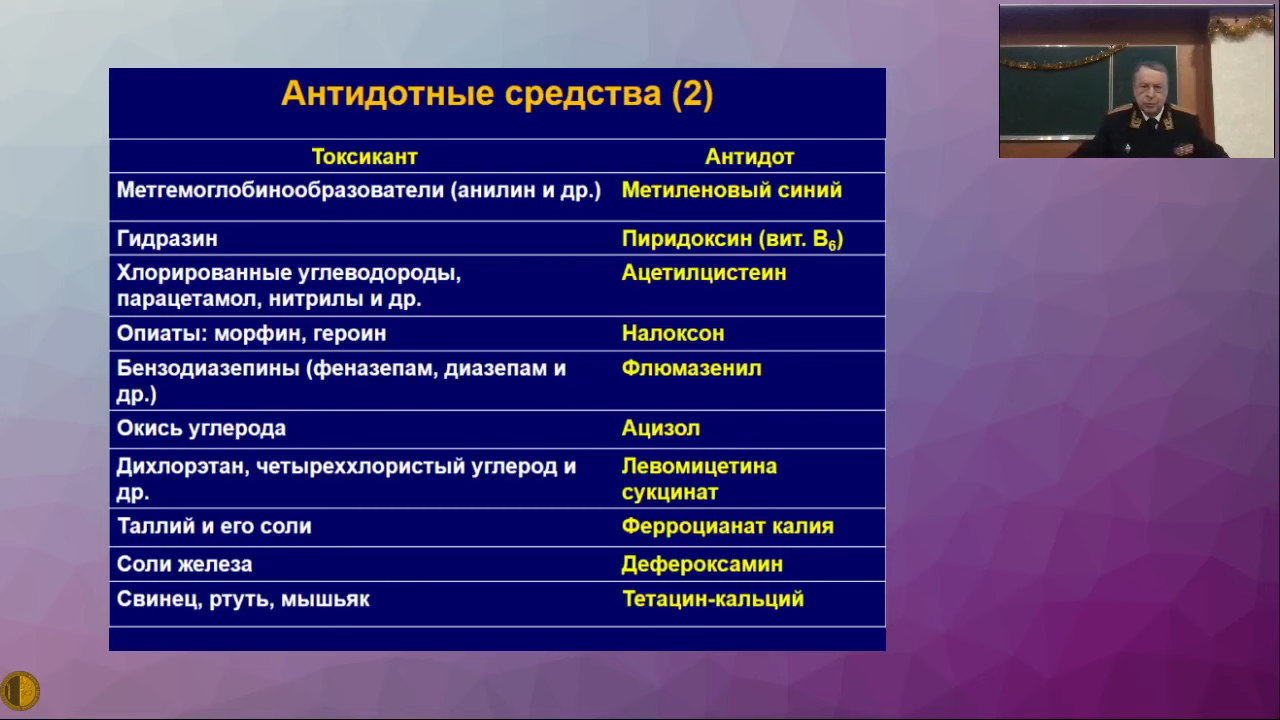 Антидотные средства (2)
Токсикант Антидот
Метгемоглобинообразователи (анилин и др.) Метиленовый синий
Гидразин Пиридоксин (вит. В6)
Хлорированные углеводороды, Ацетилцистеин
парацетамол, нитрилы и др.
Опиаты: морфин, героин Налоксон
Бензодиазепины (феназепам, диазепам и Флюмазенил
др.)
Окись углерода Ацизол
Дихлорэтан, четыреххлористый углерод и Левомицетина
др. сукцинат
Таллий и его соли Ферроцианат калия
Соли железа Дефероксамин
Свинец, ртуть, мышьяк Тетацин-кальций